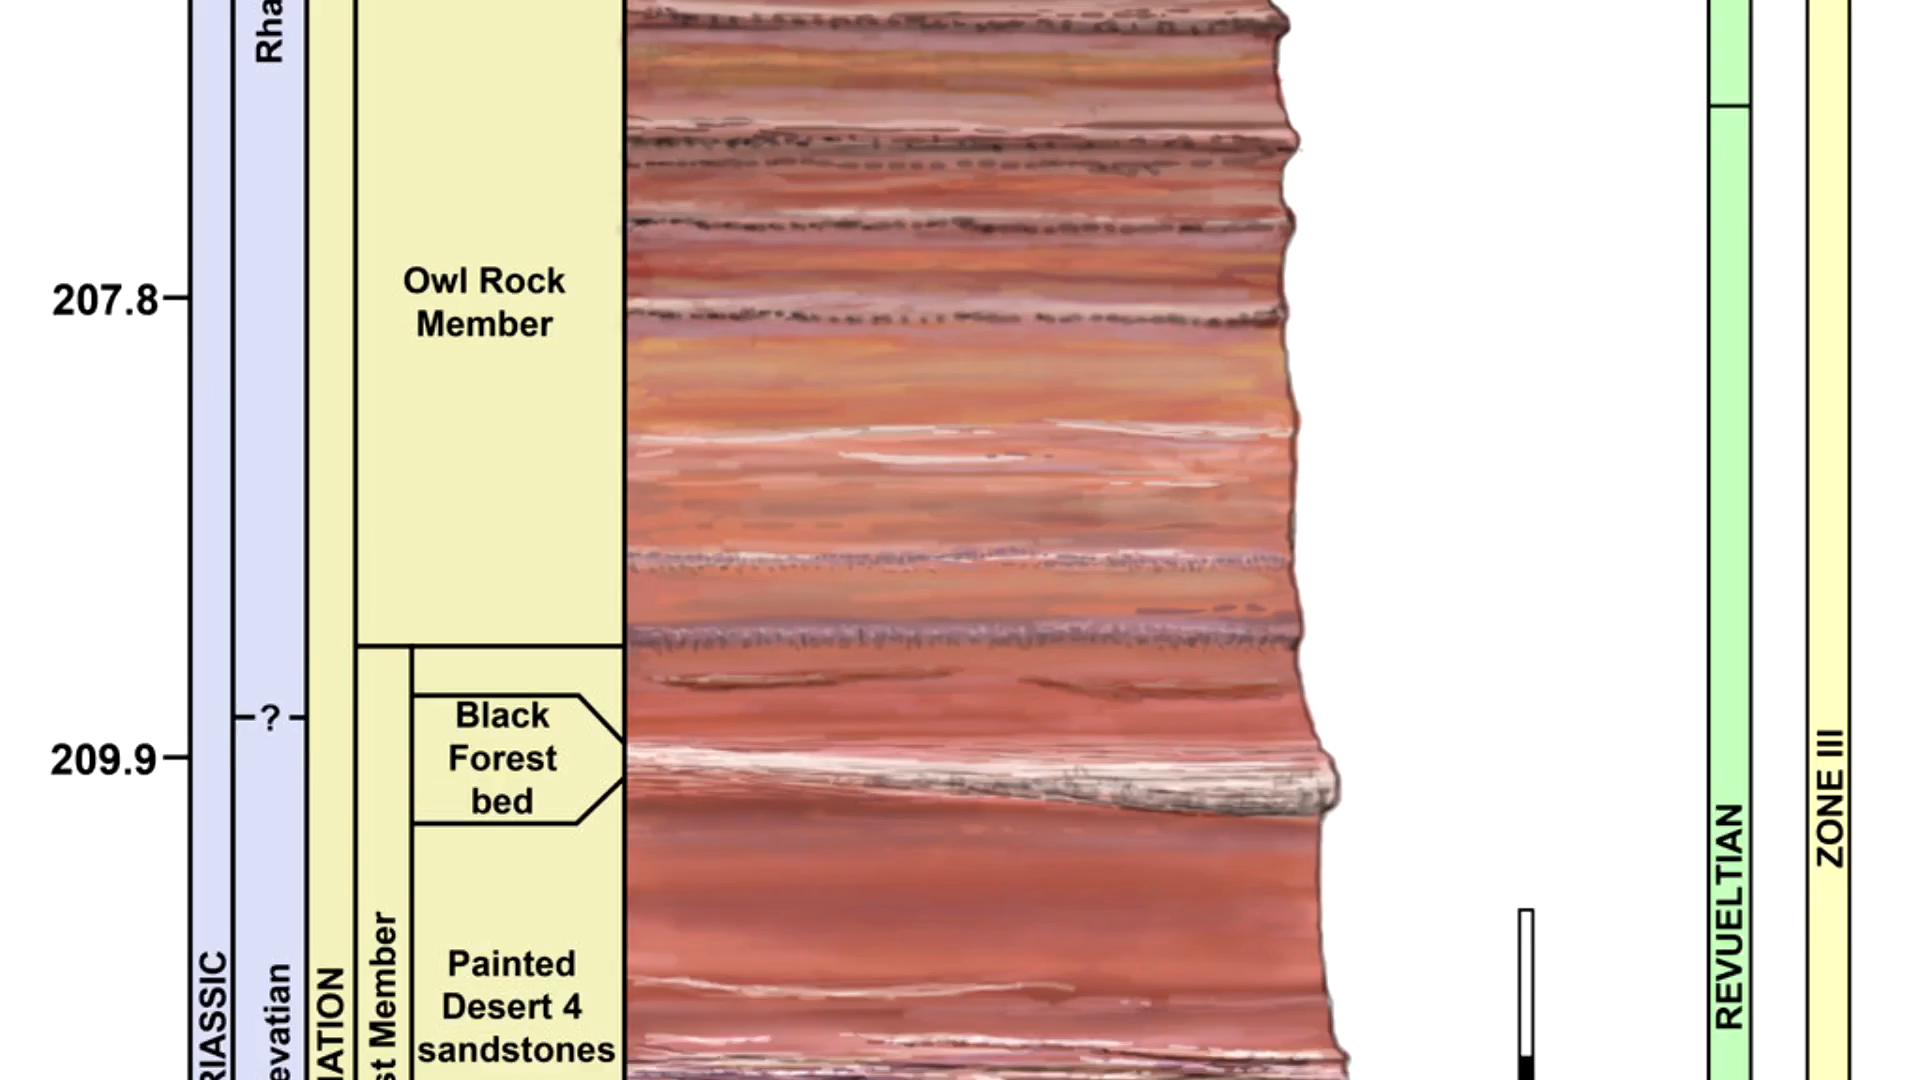 Rha
207.8
Owl Rock
Member
?
209.9
Black
Forest
bed
Painted
Desert 4
sandstones
RIASSIC
evatian
IATION
st Member
REVUELTIAN
ZONE III